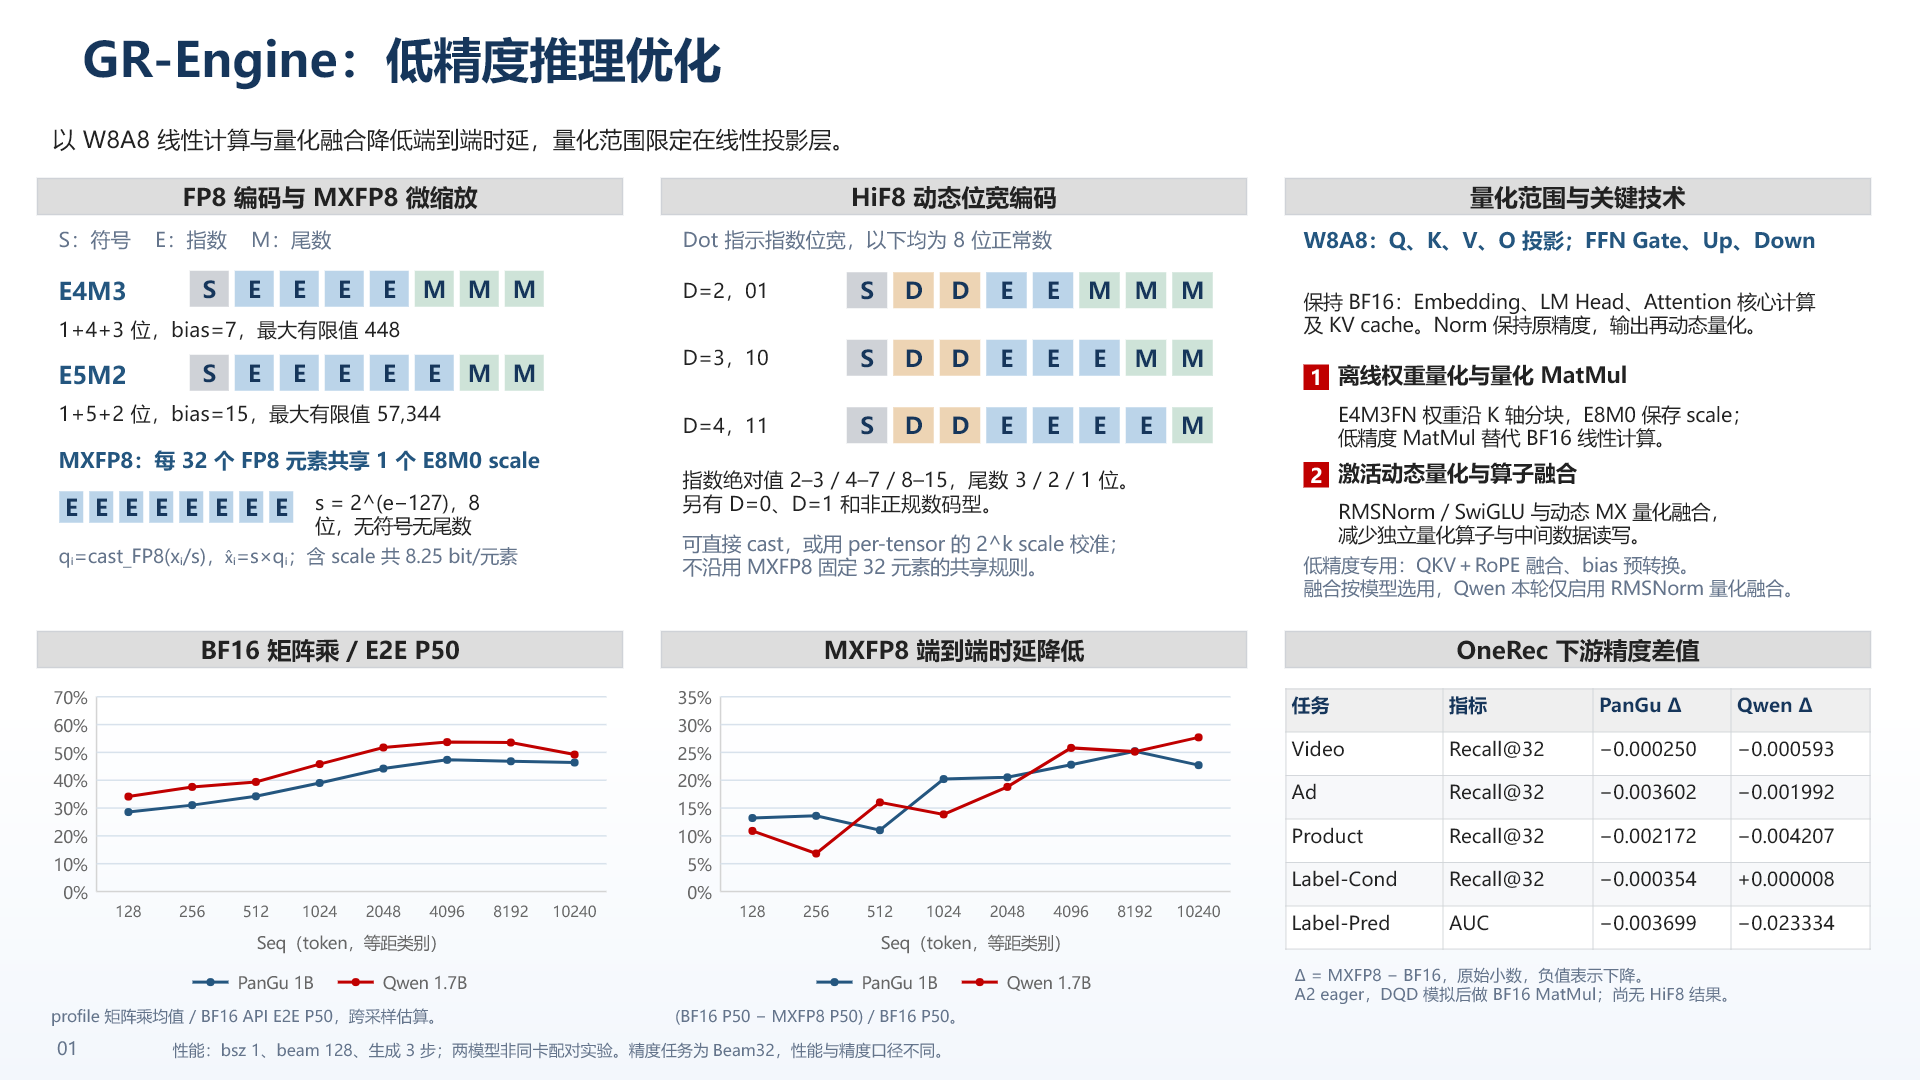 GR-Engine：低精度推理优化
以 W8A8 线性计算与量化融合降低端到端时延，量化范围限定在线性投影层。
FP8 编码与 MXFP8 微缩放
S：符号 E：指数 M：尾数
E4M3 S E E E E M M M
1+4+3 位，bias=7，最大有限值 448
E5M2 S E E E E E M M
1+5+2 位，bias=15，最大有限值 57,344
MXFP8：每 32 个 FP8 元素共享 1 个 E8M0 scale
E E E E E E E E
s = 2^(e−127)，8
位，无符号无尾数
qᵢ=cast_FP8(xᵢ/s)，x̂ᵢ=s×qᵢ；含 scale 共 8.25 bit/元素
HiF8 动态位宽编码
Dot 指示指数位宽，以下均为 8 位正常数
D=2，01 S D D E E M M M
D=3，10 S D D E E E M M
D=4，11 S D D E E E E M
指数绝对值 2–3 / 4–7 / 8–15，尾数 3 / 2 / 1 位。
另有 D=0、D=1 和非正规数码型。
可直接 cast，或用 per-tensor 的 2^k scale 校准；
不沿用 MXFP8 固定 32 元素的共享规则。
量化范围与关键技术
W8A8：Q、K、V、O 投影；FFN Gate、Up、Down
保持 BF16：Embedding、LM Head、Attention 核心计算
及 KV cache。Norm 保持原精度，输出再动态量化。
1 离线权重量化与量化 MatMul
E4M3FN 权重沿 K 轴分块，E8M0 保存 scale；
低精度 MatMul 替代 BF16 线性计算。
2 激活动态量化与算子融合
RMSNorm / SwiGLU 与动态 MX 量化融合，
减少独立量化算子与中间数据读写。
低精度专用：QKV＋RoPE 融合、bias 预转换。
融合按模型选用，Qwen 本轮仅启用 RMSNorm 量化融合。
BF16 矩阵乘 / E2E P50
70%
60%
50%
40%
30%
20%
10%
0%
128 256 512 1024 2048 4096 8192 10240
Seq（token，等距类别）
PanGu 1B Qwen 1.7B
profile 矩阵乘均值 / BF16 API E2E P50，跨采样估算。
MXFP8 端到端时延降低
35%
30%
25%
20%
15%
10%
5%
0%
128 256 512 1024 2048 4096 8192 10240
Seq（token，等距类别）
PanGu 1B Qwen 1.7B
(BF16 P50 − MXFP8 P50) / BF16 P50。
OneRec 下游精度差值
任务 指标 PanGu Δ Qwen Δ
Video Recall@32 −0.000250 −0.000593
Ad Recall@32 −0.003602 −0.001992
Product Recall@32 −0.002172 −0.004207
Label-Cond Recall@32 −0.000354 +0.000008
Label-Pred AUC −0.003699 −0.023334
Δ = MXFP8 − BF16，原始小数，负值表示下降。
A2 eager，DQD 模拟后做 BF16 MatMul；尚无 HiF8 结果。
01
性能：bsz 1、beam 128、生成 3 步；两模型非同卡配对实验。精度任务为 Beam32，性能与精度口径不同。